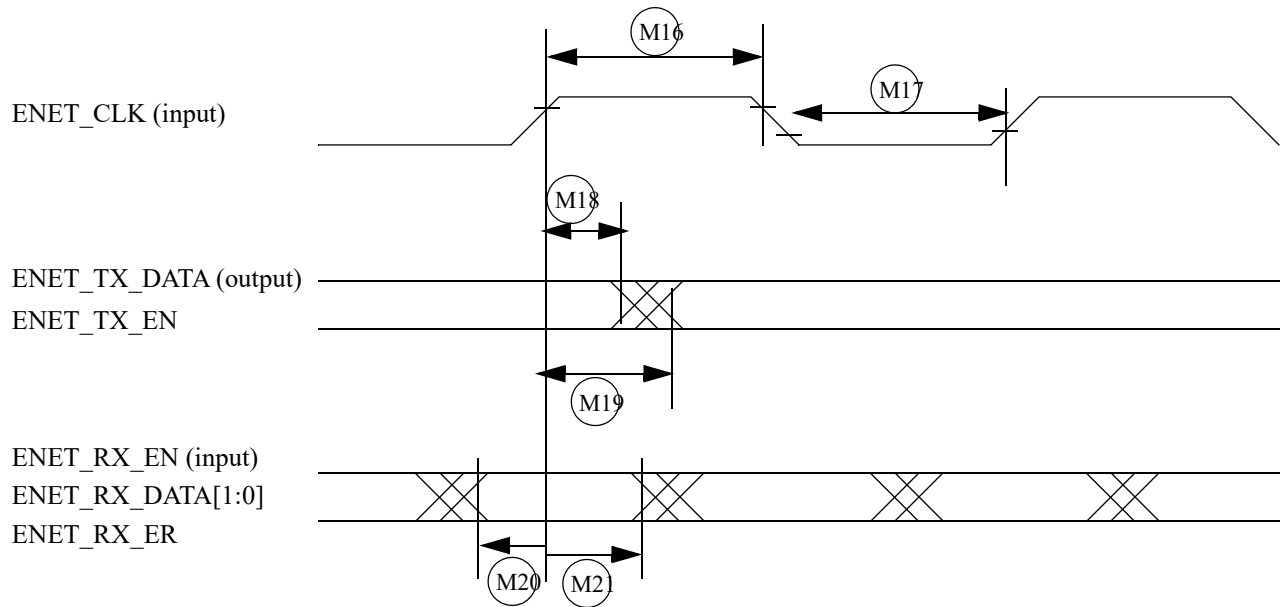 M16
M17
ENET_CLK (input)
M18
ENET_TX_DATA (output)
ENET_TX_EN
M19
ENET_RX_EN (input)
ENET_RX_DATA[1:0]
ENET_RX_ER
M20
M21